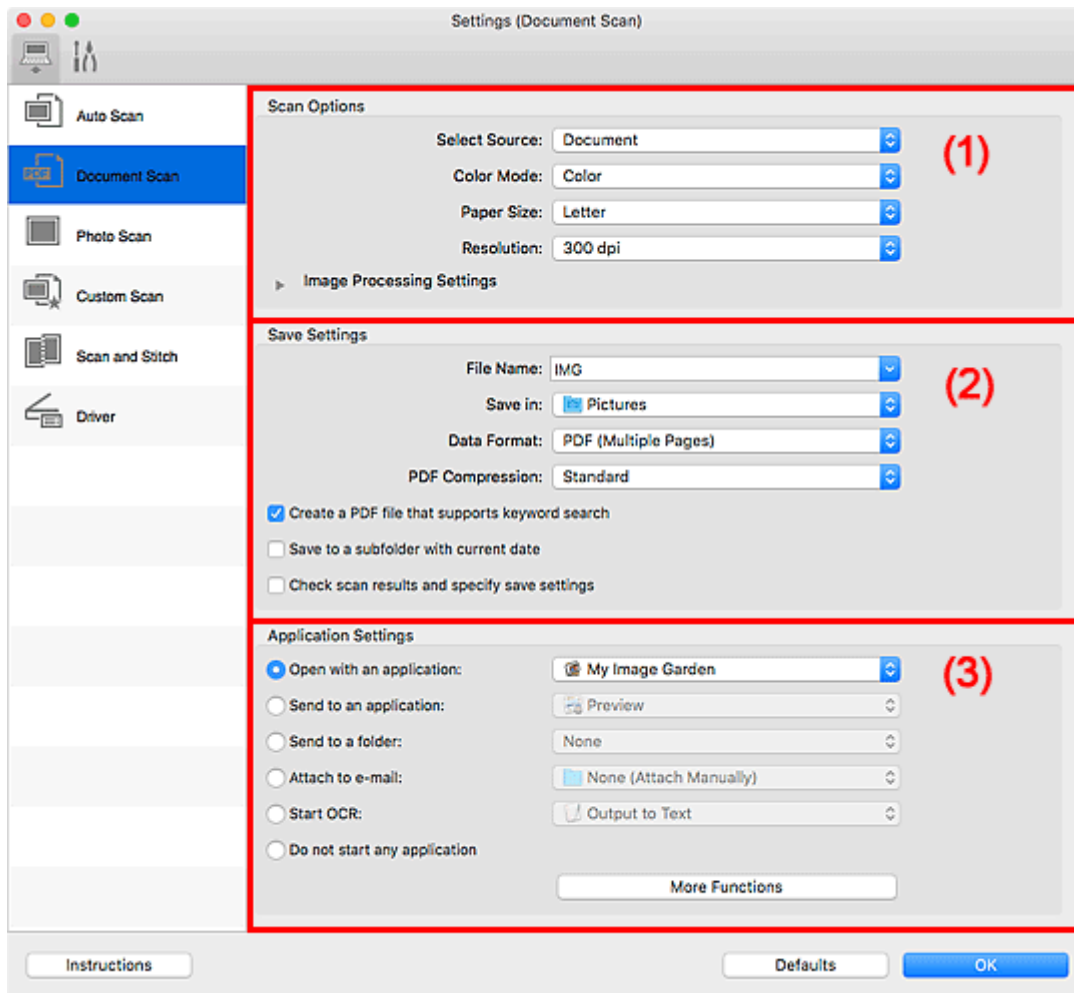 Settings (Document Scan)
Auto Scan
Document Scan
Photo Scan
Custom Scan
Scan and Stitch
Driver
Scan Options
(1)
Select Source: Document
Color Mode: Color
Paper Size: Letter
Resolution: 300 dpi
Image Processing Settings
Save Settings
(2)
File Name: IMG
Save in: Pictures
Data Format: PDF (Multiple Pages)
PDF Compression: Standard
Create a PDF file that supports keyword search
Save to a subfolder with current date
Check scan results and specify save settings
Application Settings
(3)
Open with an application: My Image Garden
Send to an application: Preview
Send to a folder: None
Attach to e-mail: None (Attach Manually)
Start OCR: Output to Text
Do not start any application
More Functions
Instructions
Defaults
OK